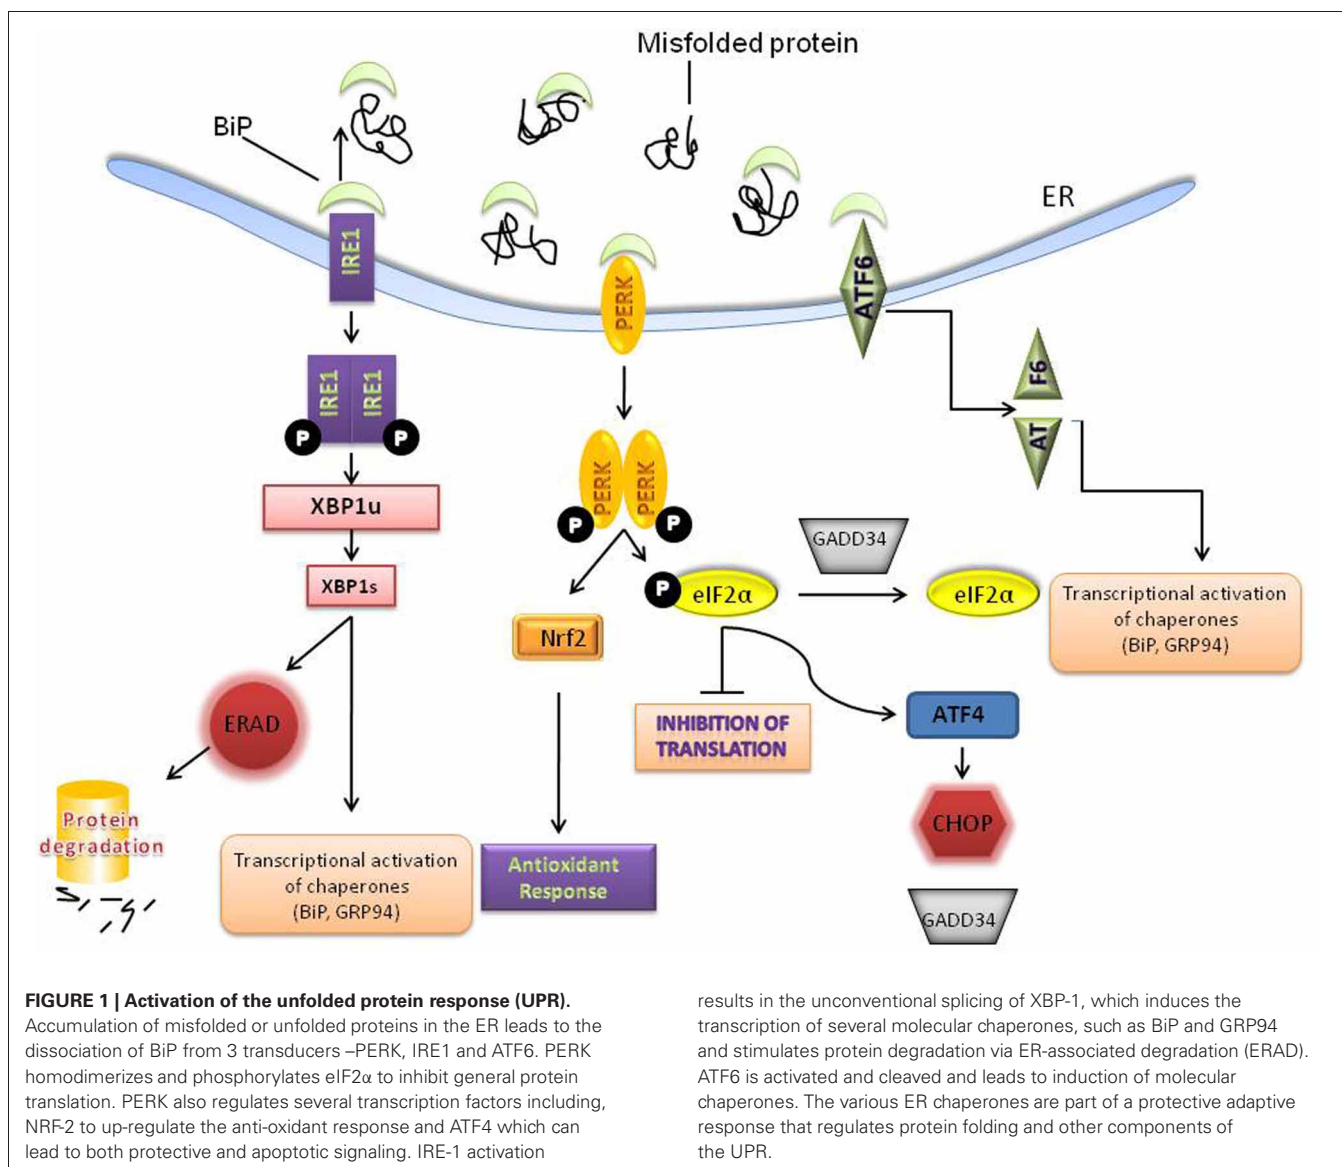 Misfolded protein
BiP
ER
IRE1
PERK
ATF6
IRE1 IRE1
P P
F6
AT
XBP1u
XBP1s
PERK PERK
P P
GADD34
P eIF2α
eIF2α
Nrf2
Transcriptional activation
of chaperones
(BiP, GRP94)
ERAD
INHIBITION OF
TRANSLATION
ATF4
Protein
degradation
CHOP
Transcriptional activation
of chaperones
(BiP, GRP94)
Antioxidant
Response
GADD34
FIGURE 1 | Activation of the unfolded protein response (UPR).
Accumulation of misfolded or unfolded proteins in the ER leads to the
dissociation of BiP from 3 transducers –PERK, IRE1 and ATF6. PERK
homodimerizes and phosphorylates eIF2α to inhibit general protein
translation. PERK also regulates several transcription factors including,
NRF-2 to up-regulate the anti-oxidant response and ATF4 which can
lead to both protective and apoptotic signaling. IRE-1 activation
results in the unconventional splicing of XBP-1, which induces the
transcription of several molecular chaperones, such as BiP and GRP94
and stimulates protein degradation via ER-associated degradation (ERAD).
ATF6 is activated and cleaved and leads to induction of molecular
chaperones. The various ER chaperones are part of a protective adaptive
response that regulates protein folding and other components of
the UPR.